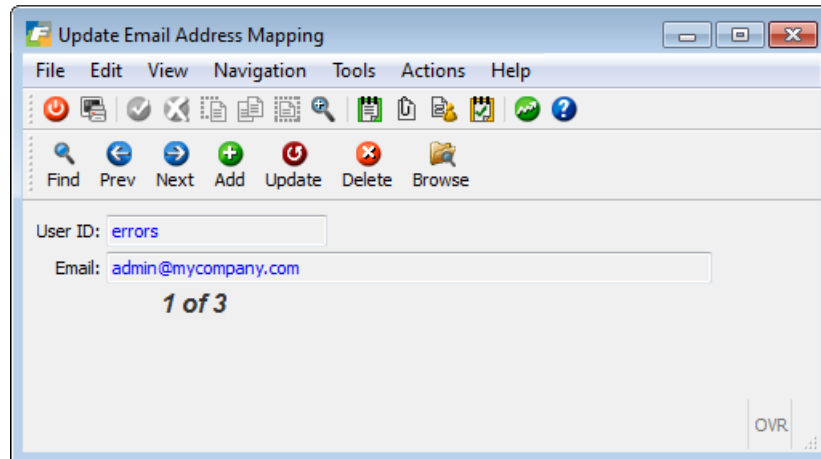 Update Email Address Mapping
File Edit View Navigation Tools Actions Help
Find Prev Next Add Update Delete Browse
User ID: errors
Email: admin@mycompany.com
1 of 3
OVR